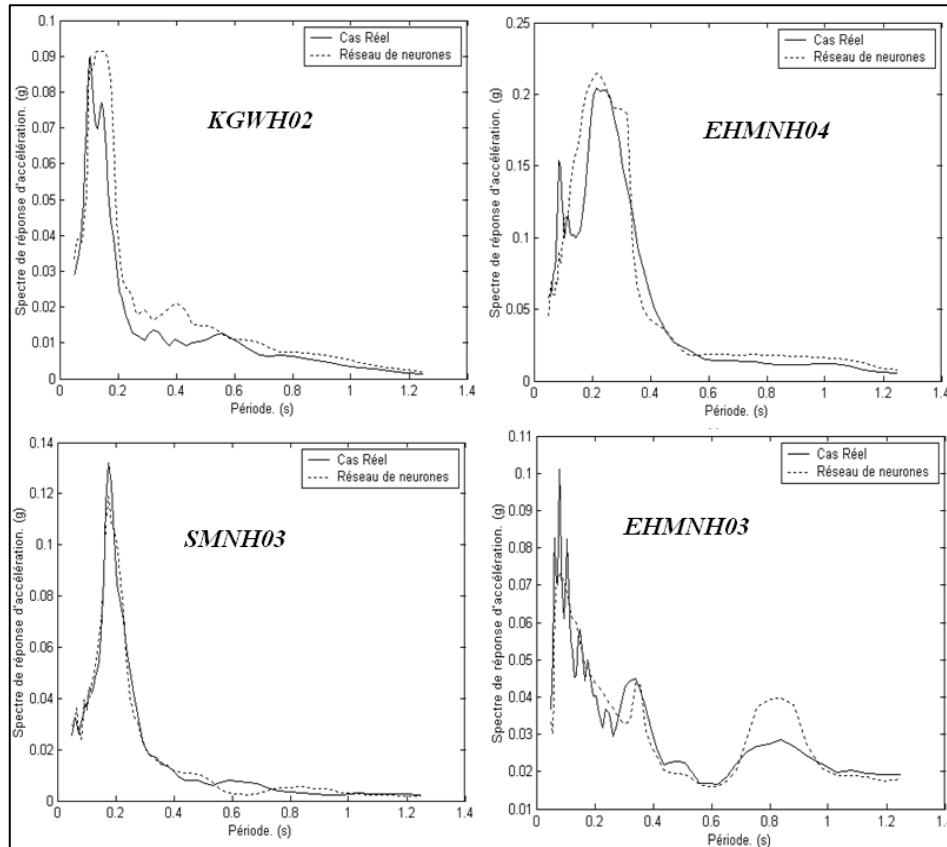 Cas Réel
Réseau de neurones
KGWH02
Spectre de réponse d'accélération. (g)
0.1
0.09
0.08
0.07
0.06
0.05
0.04
0.03
0.02
0.01
0
0 0.2 0.4 0.6 0.8 1 1.2 1.4
Période. (s)
Cas Réel
Réseau de neurones
EHMNH04
Spectre de réponse d'accélération. (g)
0.25
0.2
0.15
0.1
0.05
0
0 0.2 0.4 0.6 0.8 1 1.2 1.4
Période. (s)
Cas Réel
Réseau de neurones
SMNH03
Spectre de réponse d'accélération. (g)
0.14
0.12
0.1
0.08
0.06
0.04
0.02
0
0 0.2 0.4 0.6 0.8 1 1.2 1.4
Période. (s)
Cas Réel
Réseau de neurones
EHMNH03
Spectre de réponse d'accélération. (g)
0.11
0.1
0.09
0.08
0.07
0.06
0.05
0.04
0.03
0.02
0.01
0 0.2 0.4 0.6 0.8 1 1.2 1.4
Période. (s)